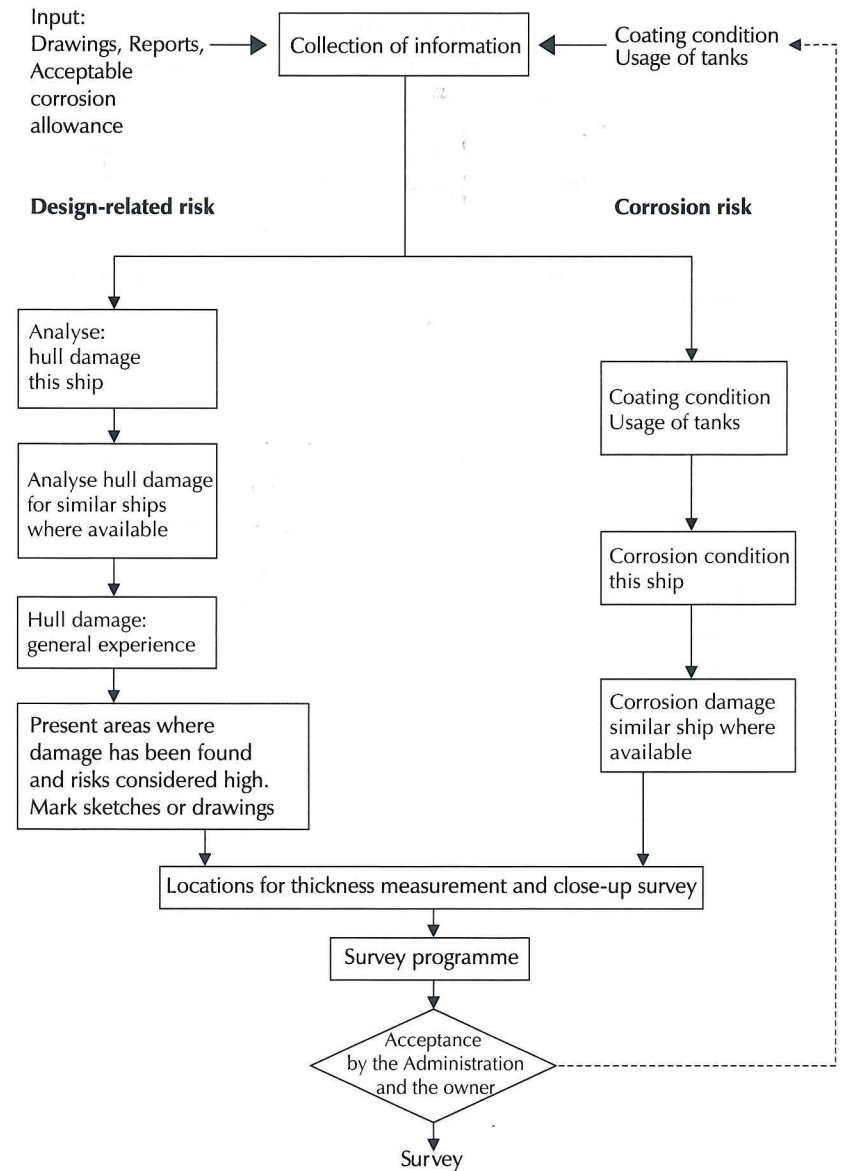 Input:
Drawings, Reports,
Acceptable
corrosion
allowance
Collection of information
Coating condition
Usage of tanks
Design-related risk
Corrosion risk
Analyse:
hull damage
this ship
Analyse hull damage
for similar ships
where available
Hull damage:
general experience
Present areas where
damage has been found
and risks considered high.
Mark sketches or drawings
Coating condition
Usage of tanks
Corrosion condition
this ship
Corrosion damage
similar ship where
available
Locations for thickness measurement and close-up survey
Survey programme
Acceptance
by the Administration
and the owner
Survey